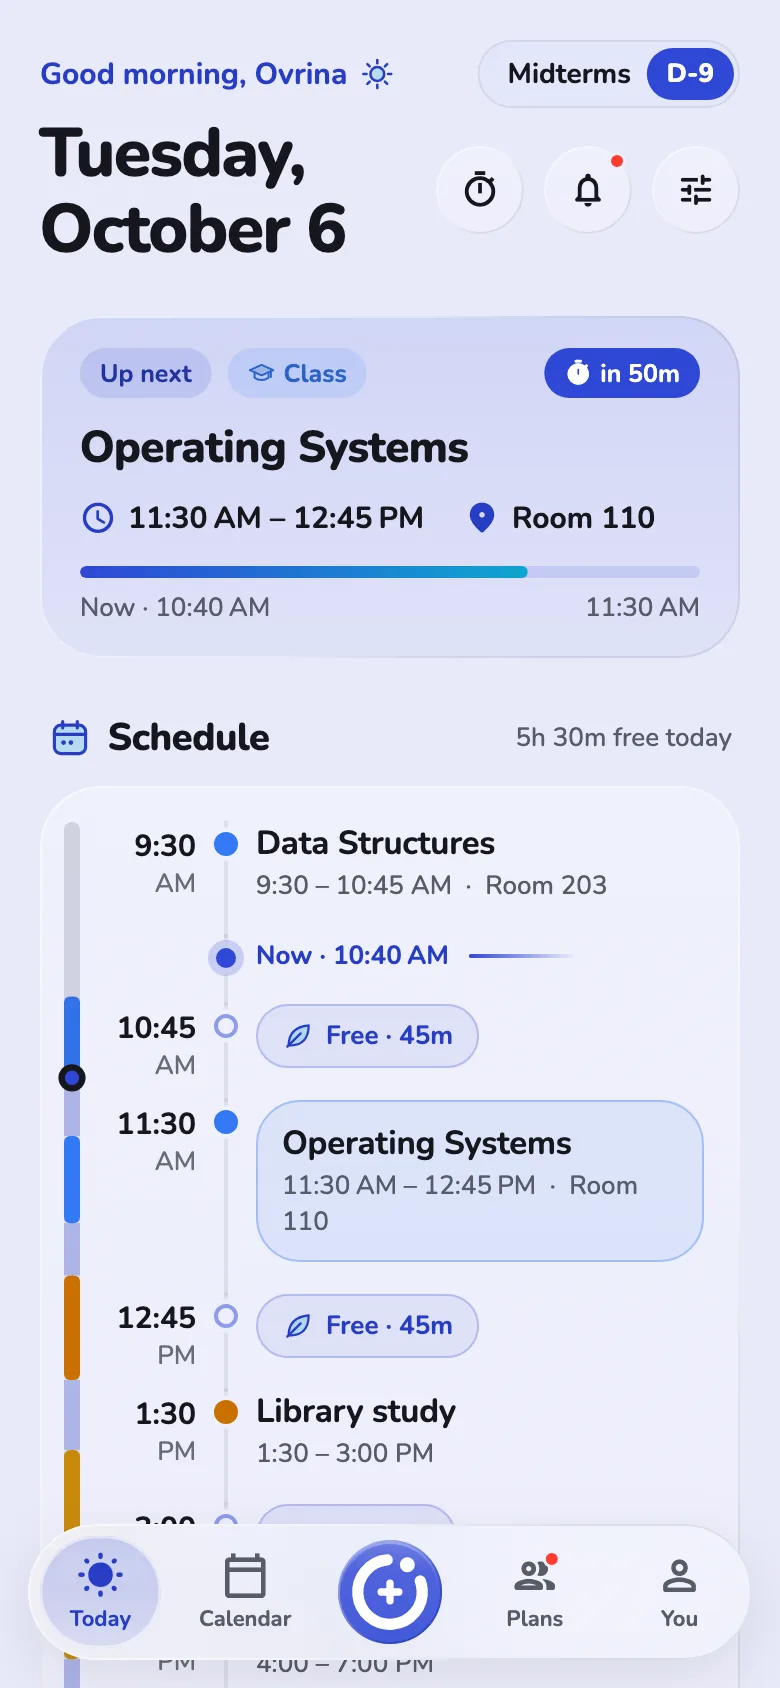 Good morning, Ovrina
Midterms D-9
Tuesday,
October 6
Up next
Class
in 50m
Operating Systems
11:30 AM – 12:45 PM
Room 110
Now · 10:40 AM
11:30 AM
Schedule
5h 30m free today
9:30
AM
Data Structures
9:30 – 10:45 AM · Room 203
Now · 10:40 AM
10:45
AM
Free · 45m
11:30
AM
Operating Systems
11:30 AM – 12:45 PM · Room
110
12:45
PM
Free · 45m
1:30
PM
Library study
1:30 – 3:00 PM
3:00
Today
Calendar
Plans
You
PM
4:00 – 7:00 PM